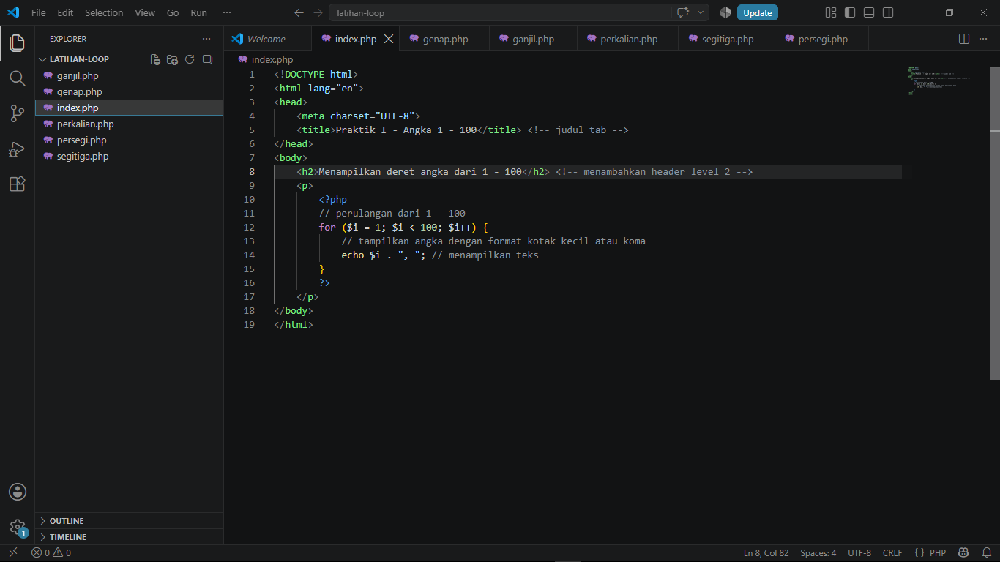 File Edit Selection View Go Run ··· latihan-loop Update
EXPLORER ···
LATIHAN-LOOP
ganjil.php
genap.php
index.php
perkalian.php
persegi.php
segitiga.php
OUTLINE
TIMELINE
Welcome index.php genap.php ganjil.php perkalian.php segitiga.php persegi.php ···
index.php
1 <!DOCTYPE html>
2 <html lang="en">
3 <head>
4 <meta charset="UTF-8">
5 <title>Praktik I - Angka 1 - 100</title> <!-- judul tab -->
6 </head>
7 <body>
8 <h2>Menampilkan deret angka dari 1 - 100</h2> <!-- menambahkan header level 2 -->
9 <p>
10 <?php
11 // perulangan dari 1 - 100
12 for ($i = 1; $i < 100; $i++) {
13 // tampilkan angka dengan format kotak kecil atau koma
14 echo $i . ", "; // menampilkan teks
15 }
16 ?>
17 </p>
18 </body>
19 </html>
1
0 0 Ln 8, Col 82 Spaces: 4 UTF-8 CRLF { } PHP